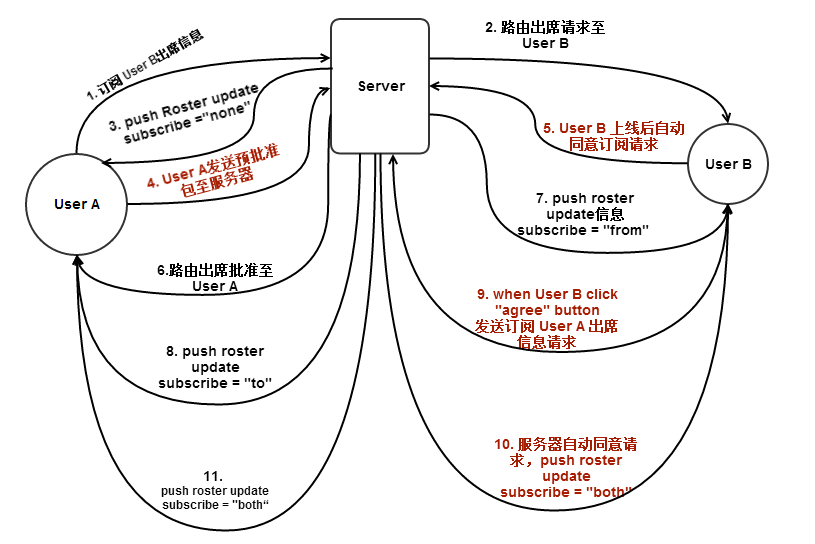 1. 订阅 User B出席信息
Server
2. 路由出席请求至
User B
3. push Roster update
subscribe ="none"
4. User A发送预批准
包至服务器
5. User B 上线后自动
同意订阅请求
User A
User B
6.路由出席批准至
User A
7. push roster
update信息
subscribe = "from"
8. push roster
update
subscribe = "to"
9. when User B click
"agree" button
发送订阅 User A 出席
信息请求
10. 服务器自动同意请
求，push roster
update
subscribe = "both"
11.
push roster update
subscribe = "both“